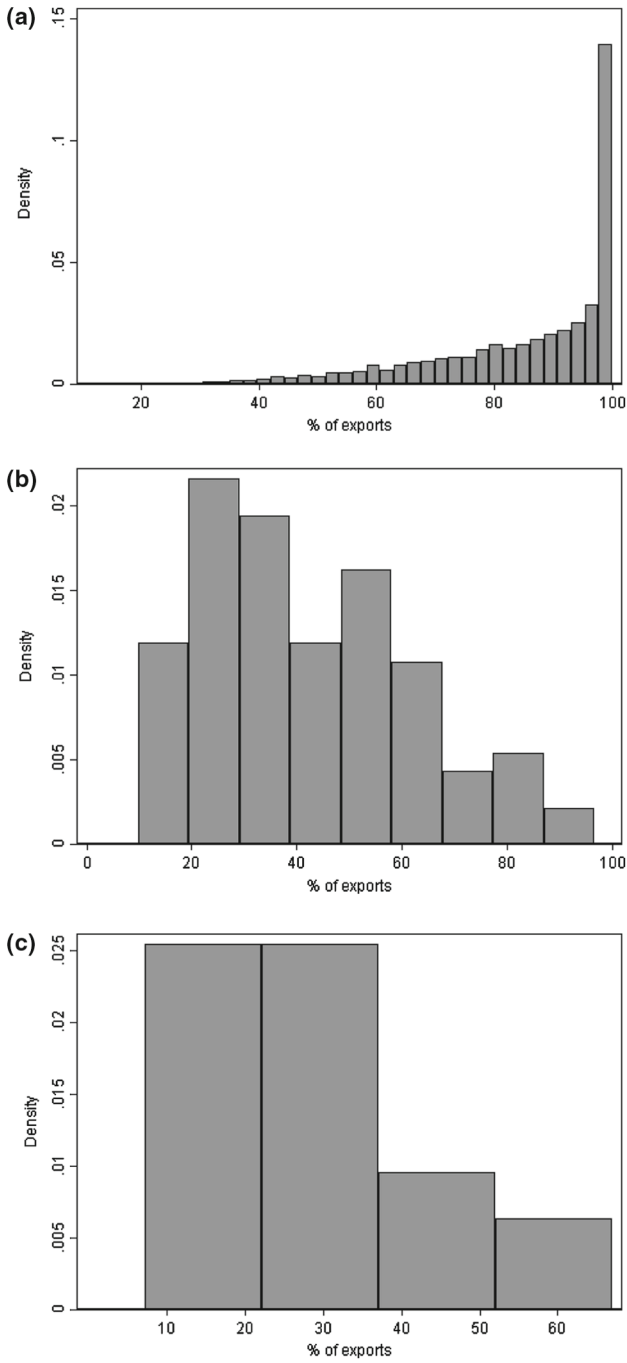 (a)
.15
.1
.05
0
Density
20 40 60 80 100
% of exports
(b)
.02
.015
.01
.005
0
Density
0 20 40 60 80 100
% of exports
(c)
.025
.02
.015
.01
.005
0
Density
10 20 30 40 50 60
% of exports